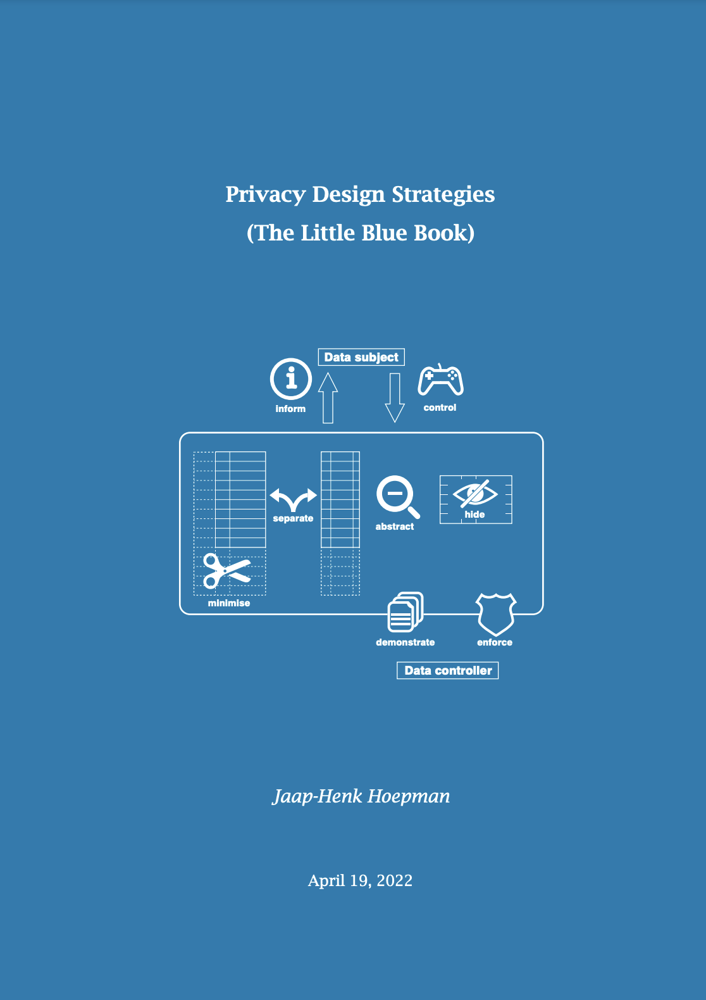 Privacy Design Strategies
(The Little Blue Book)
Data subject
inform
control
separate
abstract
hide
minimise
demonstrate
enforce
Data controller
Jaap-Henk Hoepman
April 19, 2022